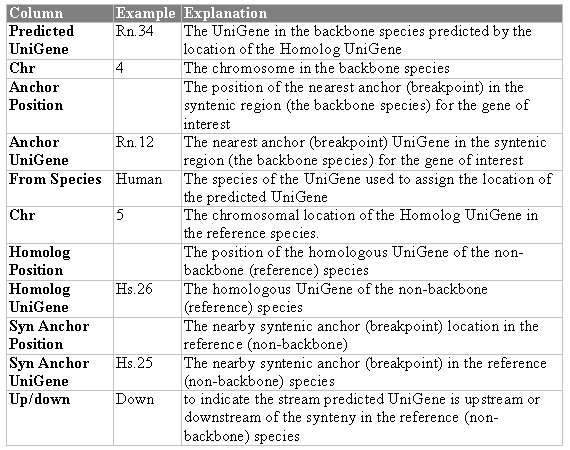 Column Example Explanation
Predicted Rn.34 The UniGene in the backbone species predicted by the
UniGene location of the Homolog UniGene
Chr 4 The chromosome in the backbone species
Anchor The position of the nearest anchor (breakpoint) in the
Position syntenic region (the backbone species) for the gene of
interest
Anchor Rn.12 The nearest anchor (breakpoint) UniGene in the syntenic
UniGene region (the backbone species) for the gene of interest
From Species Human The species of the UniGene used to assign the location of
the predicted UniGene
Chr 5 The chromosomal location of the Homolog UniGene in
the reference species.
Homolog The position of the homologous UniGene of the non-
Position backbone (reference) species
Homolog Hs.26 The homologous UniGene of the non-backbone
UniGene (reference) species
Syn Anchor The nearby syntenic anchor (breakpoint) location in the
Position reference (non-backbone)
Syn Anchor Hs.25 The nearby syntenic anchor (breakpoint) in the reference
UniGene (non-backbone) species
Up/down Down to indicate the stream predicted UniGene is upstream or
downstream of the synteny in the reference (non-
backbone) species